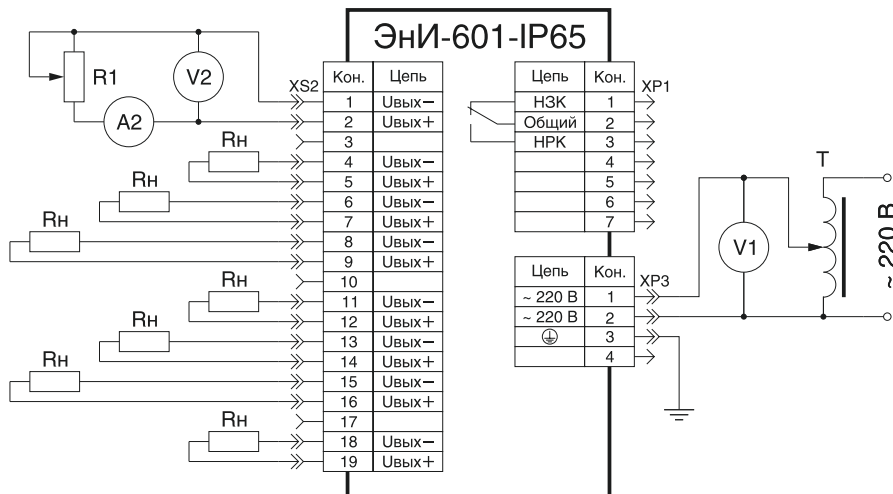 ЭнИ-601-IP65
R1
V2
A2
XS2
Кон. Цепь
1 Uвых−
2 Uвых+
3
4 Uвых−
5 Uвых+
6 Uвых−
7 Uвых+
8 Uвых−
9 Uвых+
10
11 Uвых−
12 Uвых+
13 Uвых−
14 Uвых+
15 Uвых−
16 Uвых+
17
18 Uвых−
19 Uвых+
Rн
Rн
Rн
Rн
Rн
Rн
Rн
Цепь Кон.
XP1
НЗК 1
Общий 2
НРК 3
4
5
6
7
Цепь Кон.
XP3
~ 220 В 1
~ 220 В 2
3
4
V1
T
~ 220 В